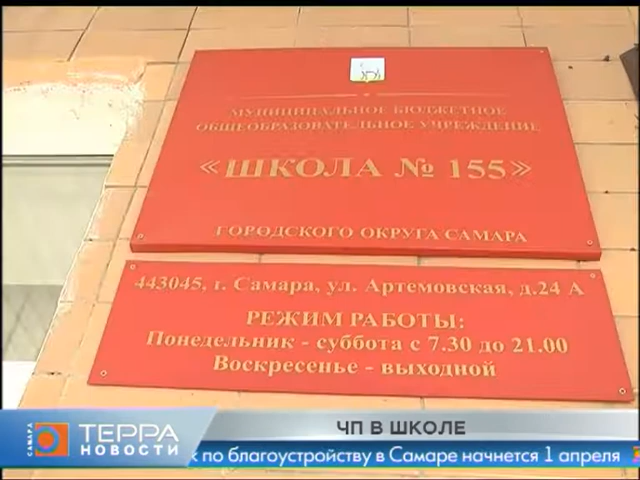 МУНИЦИПАЛЬНОЕ БЮДЖЕТНОЕ
ОБЩЕОБРАЗОВАТЕЛЬНОЕ УЧРЕЖДЕНИЕ
«ШКОЛА № 155»
ГОРОДСКОГО ОКРУГА САМАРА
443045, г. Самара, ул. Артемовская, д.24 А
РЕЖИМ РАБОТЫ:
Понедельник - суббота с 7.30 до 21.00
Воскресенье - выходной
ЧП В ШКОЛЕ
САМАРА
ТЕРРА
НОВОСТИ
к по благоустройству в Самаре начнется 1 апреля